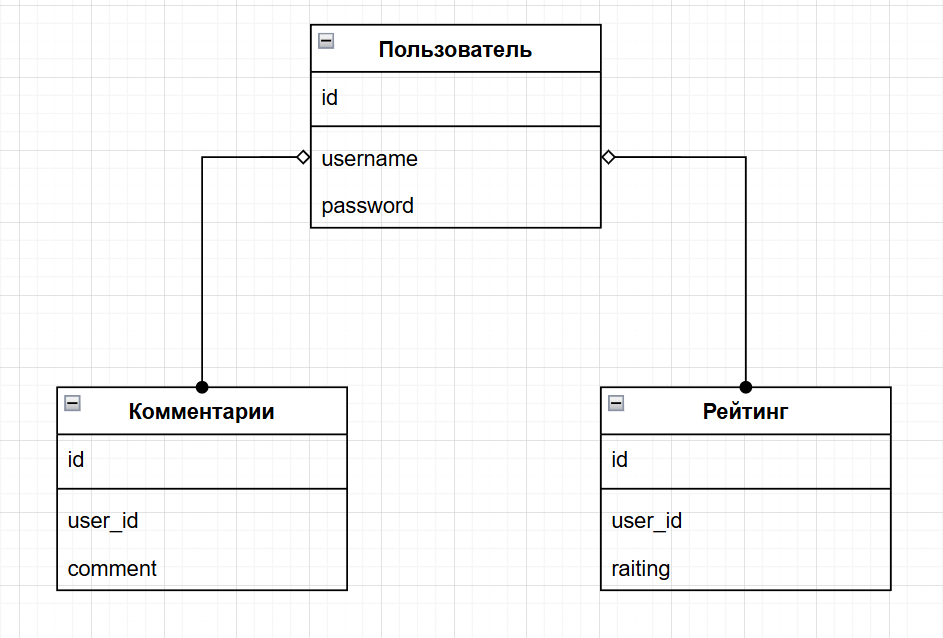 Пользователь
id
username
password
Комментарии
id
user_id
comment
Рейтинг
id
user_id
raiting